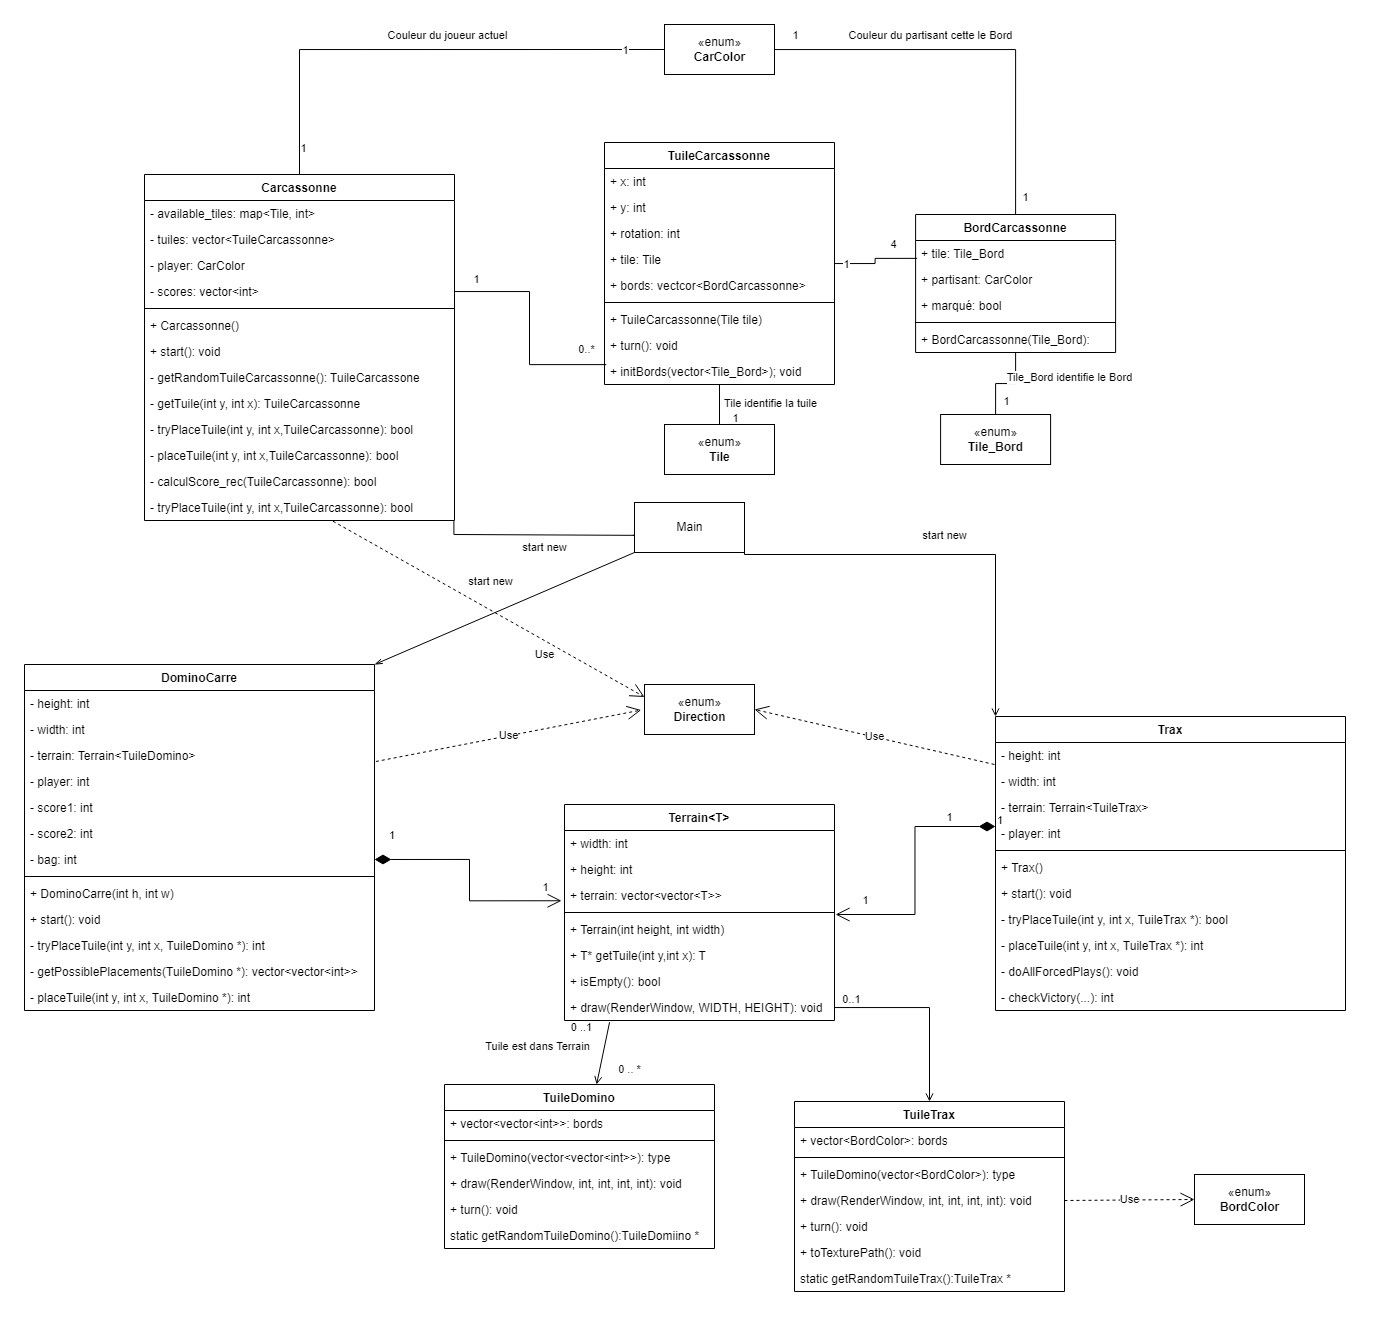 Couleur du joueur actuel
1
«enum»
CarColor
1
Couleur du partisant cette le Bord
1
1
Carcassonne
- available_tiles: map<Tile, int>
- tuiles: vector<TuileCarcassonne>
- player: CarColor
- scores: vector<int>
+ Carcassonne()
+ start(): void
- getRandomTuileCarcassonne(): TuileCarcassone
- getTuile(int y, int x): TuileCarcassonne
- tryPlaceTuile(int y, int x,TuileCarcassonne): bool
- placeTuile(int y, int x,TuileCarcassonne): bool
- calculScore_rec(TuileCarcassonne): bool
- tryPlaceTuile(int y, int x,TuileCarcassonne): bool
1
0..*
TuileCarcassonne
+ x: int
+ y: int
+ rotation: int
+ tile: Tile
+ bords: vectcor<BordCarcassonne>
+ TuileCarcassonne(Tile tile)
+ turn(): void
+ initBords(vector<Tile_Bord>); void
1
4
BordCarcassonne
+ tile: Tile_Bord
+ partisant: CarColor
+ marqué: bool
+ BordCarcassonne(Tile_Bord):
Tile_Bord identifie le Bord
1
«enum»
Tile_Bord
Tile identifie la tuile
1
«enum»
Tile
Main
start new
start new
start new
Use
«enum»
Direction
Use
Use
DominoCarre
- height: int
- width: int
- terrain: Terrain<TuileDomino>
- player: int
- score1: int
- score2: int
- bag: int
+ DominoCarre(int h, int w)
+ start(): void
- tryPlaceTuile(int y, int x, TuileDomino *): int
- getPossiblePlacements(TuileDomino *): vector<vector<int>>
- placeTuile(int y, int x, TuileDomino *): int
1
1
Terrain<T>
+ width: int
+ height: int
+ terrain: vector<vector<T>>
+ Terrain(int height, int width)
+ T* getTuile(int y,int x): T
+ isEmpty(): bool
+ draw(RenderWindow, WIDTH, HEIGHT): void
1
1
1
Trax
- height: int
- width: int
- terrain: Terrain<TuileTrax>
- player: int
+ Trax()
+ start(): void
- tryPlaceTuile(int y, int x, TuileTrax *): bool
- placeTuile(int y, int x, TuileTrax *): int
- doAllForcedPlays(): void
- checkVictory(...): int
0 ..1
Tuile est dans Terrain
0 .. *
0..1
TuileDomino
+ vector<vector<int>>: bords
+ TuileDomino(vector<vector<int>>): type
+ draw(RenderWindow, int, int, int, int): void
+ turn(): void
static getRandomTuileDomino():TuileDomiino *
TuileTrax
+ vector<BordColor>: bords
+ TuileDomino(vector<BordColor>): type
+ draw(RenderWindow, int, int, int, int): void
+ turn(): void
+ toTexturePath(): void
static getRandomTuileTrax():TuileTrax *
Use
«enum»
BordColor